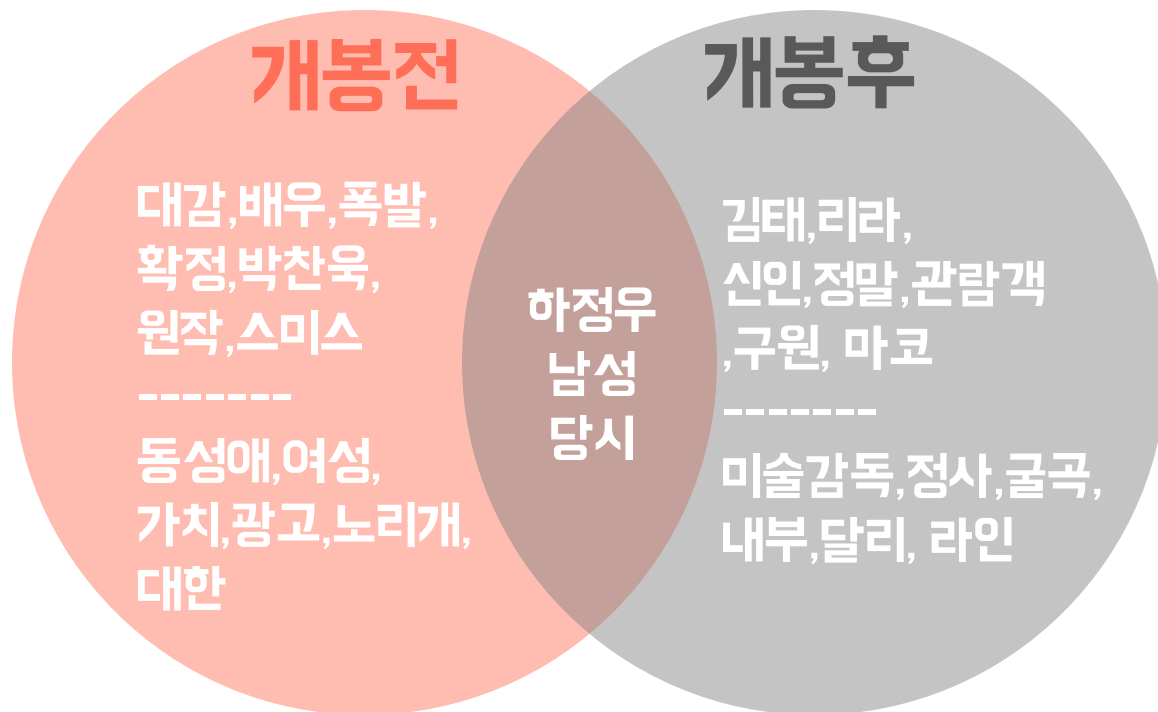 개봉전
대감,배우,폭발,
확정,박찬욱,
원작,스미스
-------
동성애,여성,
가치,광고,노리개,
대한
하정우
남성
당시
개봉후
김태,리라,
신인,정말,관람객
,구원, 마코
-------
미술감독,정사,굴곡,
내부,달리, 라인